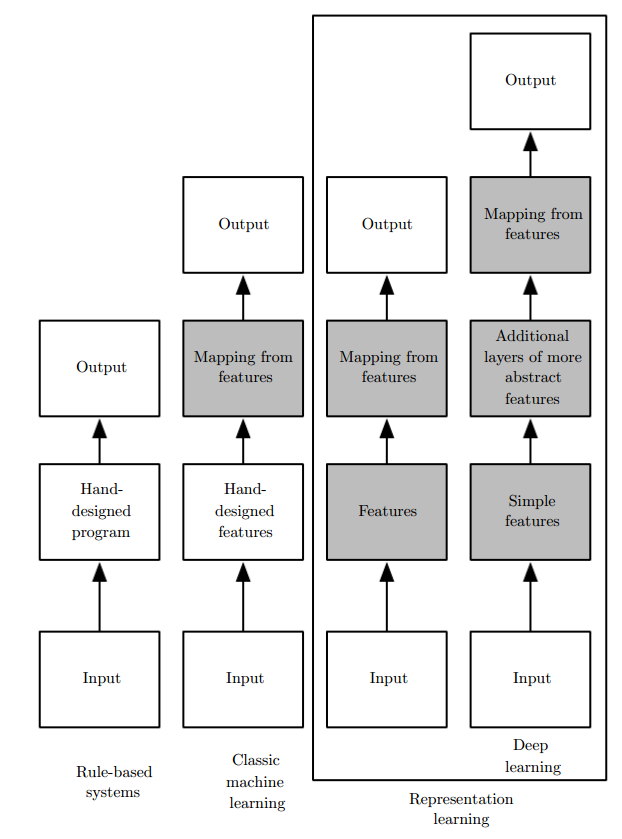 Output
Output
Output
Mapping from
features
Output
Mapping from
features
Mapping from
features
Additional
layers of more
abstract
features
Hand-
designed
program
Hand-
designed
features
Features
Simple
features
Input
Input
Input
Input
Rule-based
systems
Classic
machine
learning
Deep
learning
Representation
learning